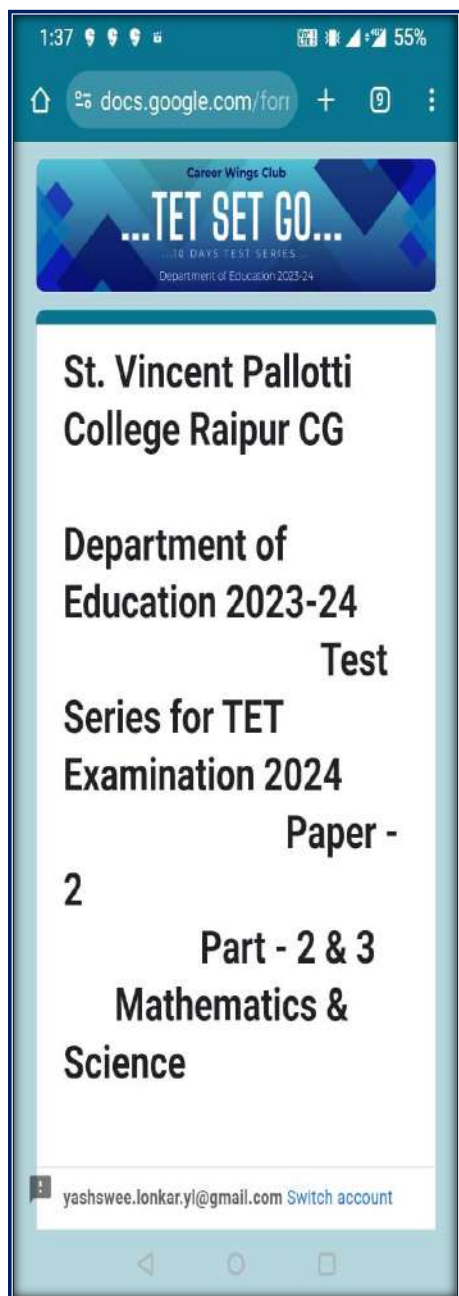 1:37 55%
docs.google.com/forr 9
Career Wings Club
...TET SET GO...
...10 DAYS TEST SERIES...
Department of Education 2023-24
St. Vincent Pallotti
College Raipur CG
Department of
Education 2023-24
Test
Series for TET
Examination 2024
Paper -
2
Part - 2 & 3
Mathematics &
Science
yashswee.lonkar.yl@gmail.com Switch account